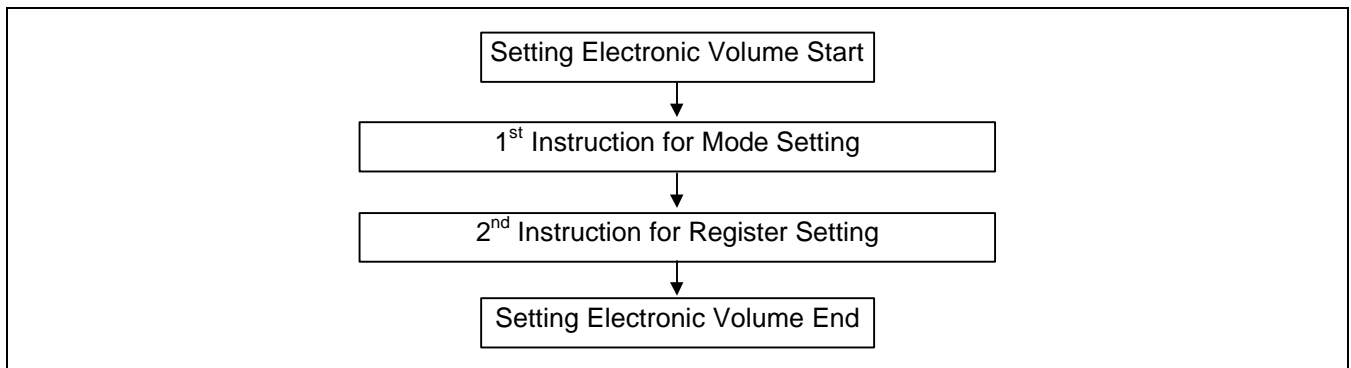 Setting Electronic Volume Start
1st Instruction for Mode Setting
2nd Instruction for Register Setting
Setting Electronic Volume End